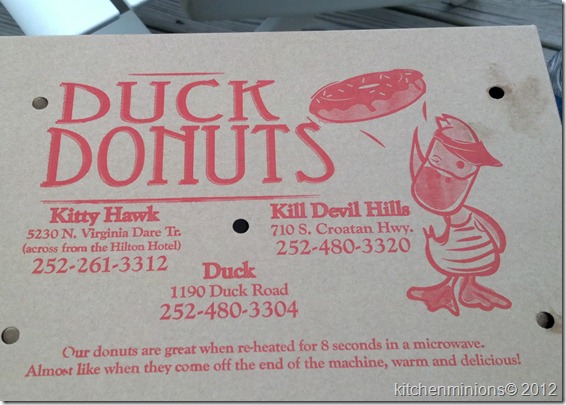 DUCK
DONUTS
Kitty Hawk
5230 N. Virginia Dare Tr.
(across from the Hilton Hotel)
252-261-3312
Kill Devil Hills
710 S. Croatan Hwy.
252-480-3320
Duck
1190 Duck Road
252-480-3304
Our donuts are great when re-heated for 8 seconds in a microwave.
Almost like when they come off the end of the machine, warm and delicious!
kitchenminions© 2012